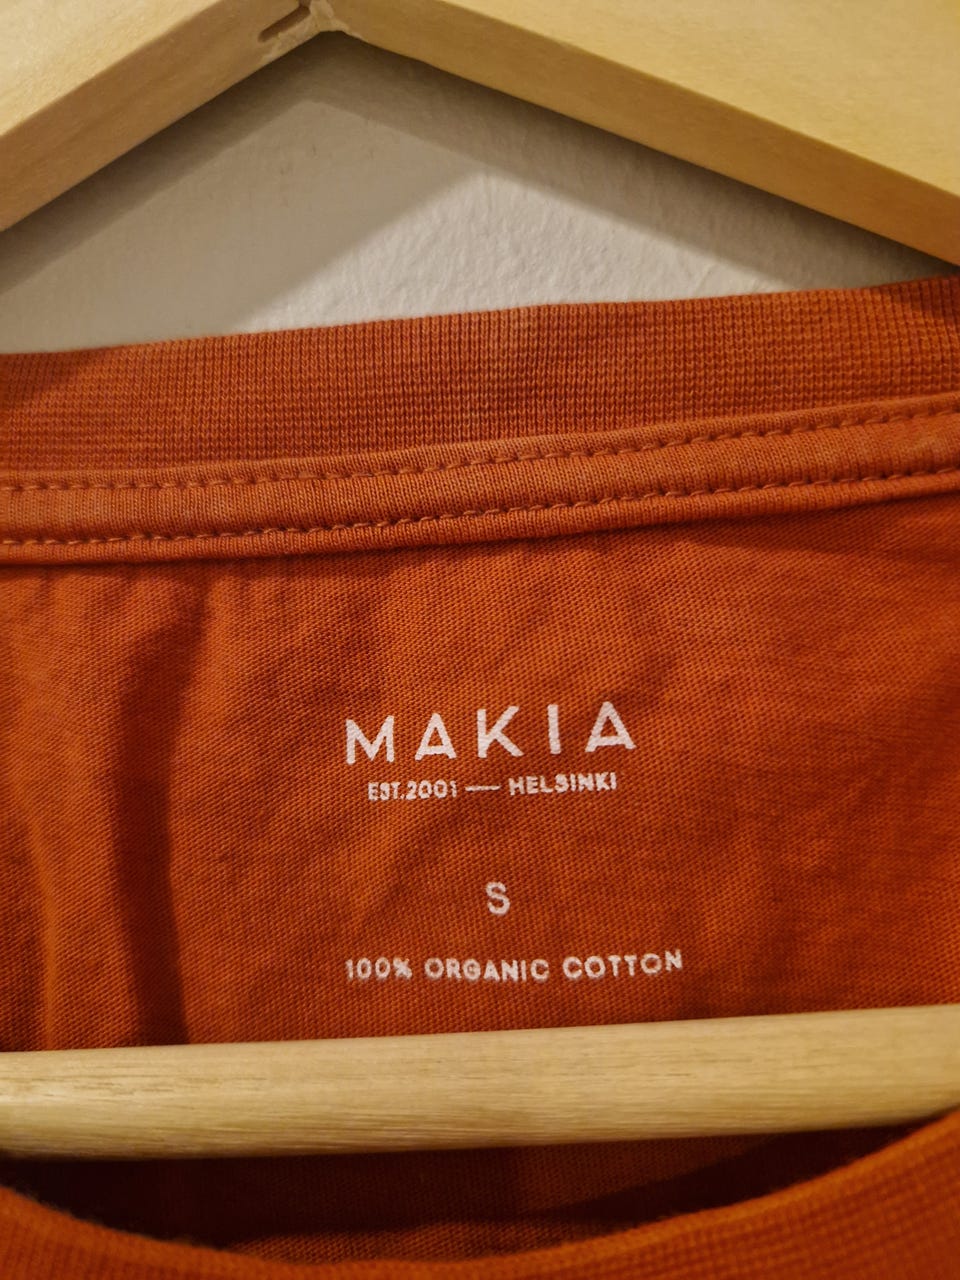 MAKIA
EST.2001 — HELSINKI
S
100% ORGANIC COTTON